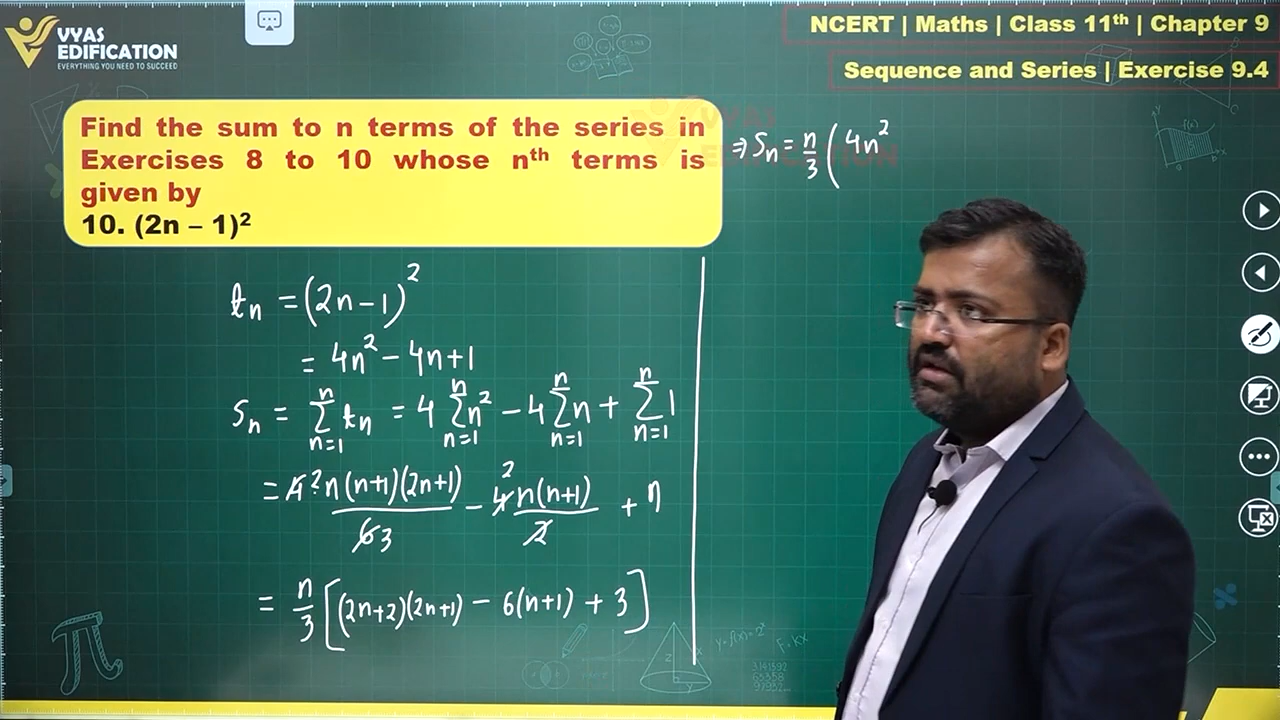 VYAS
EDIFICATION
EVERYTHING YOU NEED TO SUCCEED
NCERT | Maths | Class 11th | Chapter 9
Sequence and Series | Exercise 9.4
Find the sum to n terms of the series in
Exercises 8 to 10 whose nth terms is
given by
10. (2n – 1)²
⇒ Sn = n/3 ( 4n²
tn = (2n−1)²
= 4n² − 4n+1
Sn = ∑ⁿₙ₌₁ tn = 4 ∑ⁿₙ₌₁ n² − 4 ∑ⁿₙ₌₁ n + ∑ⁿₙ₌₁ 1
= 4 2 n(n+1)(2n+1)/6 3 − 4 2 n(n+1)/2 + n
= n/3 [(2n+2)(2n+1) − 6(n+1) + 3]